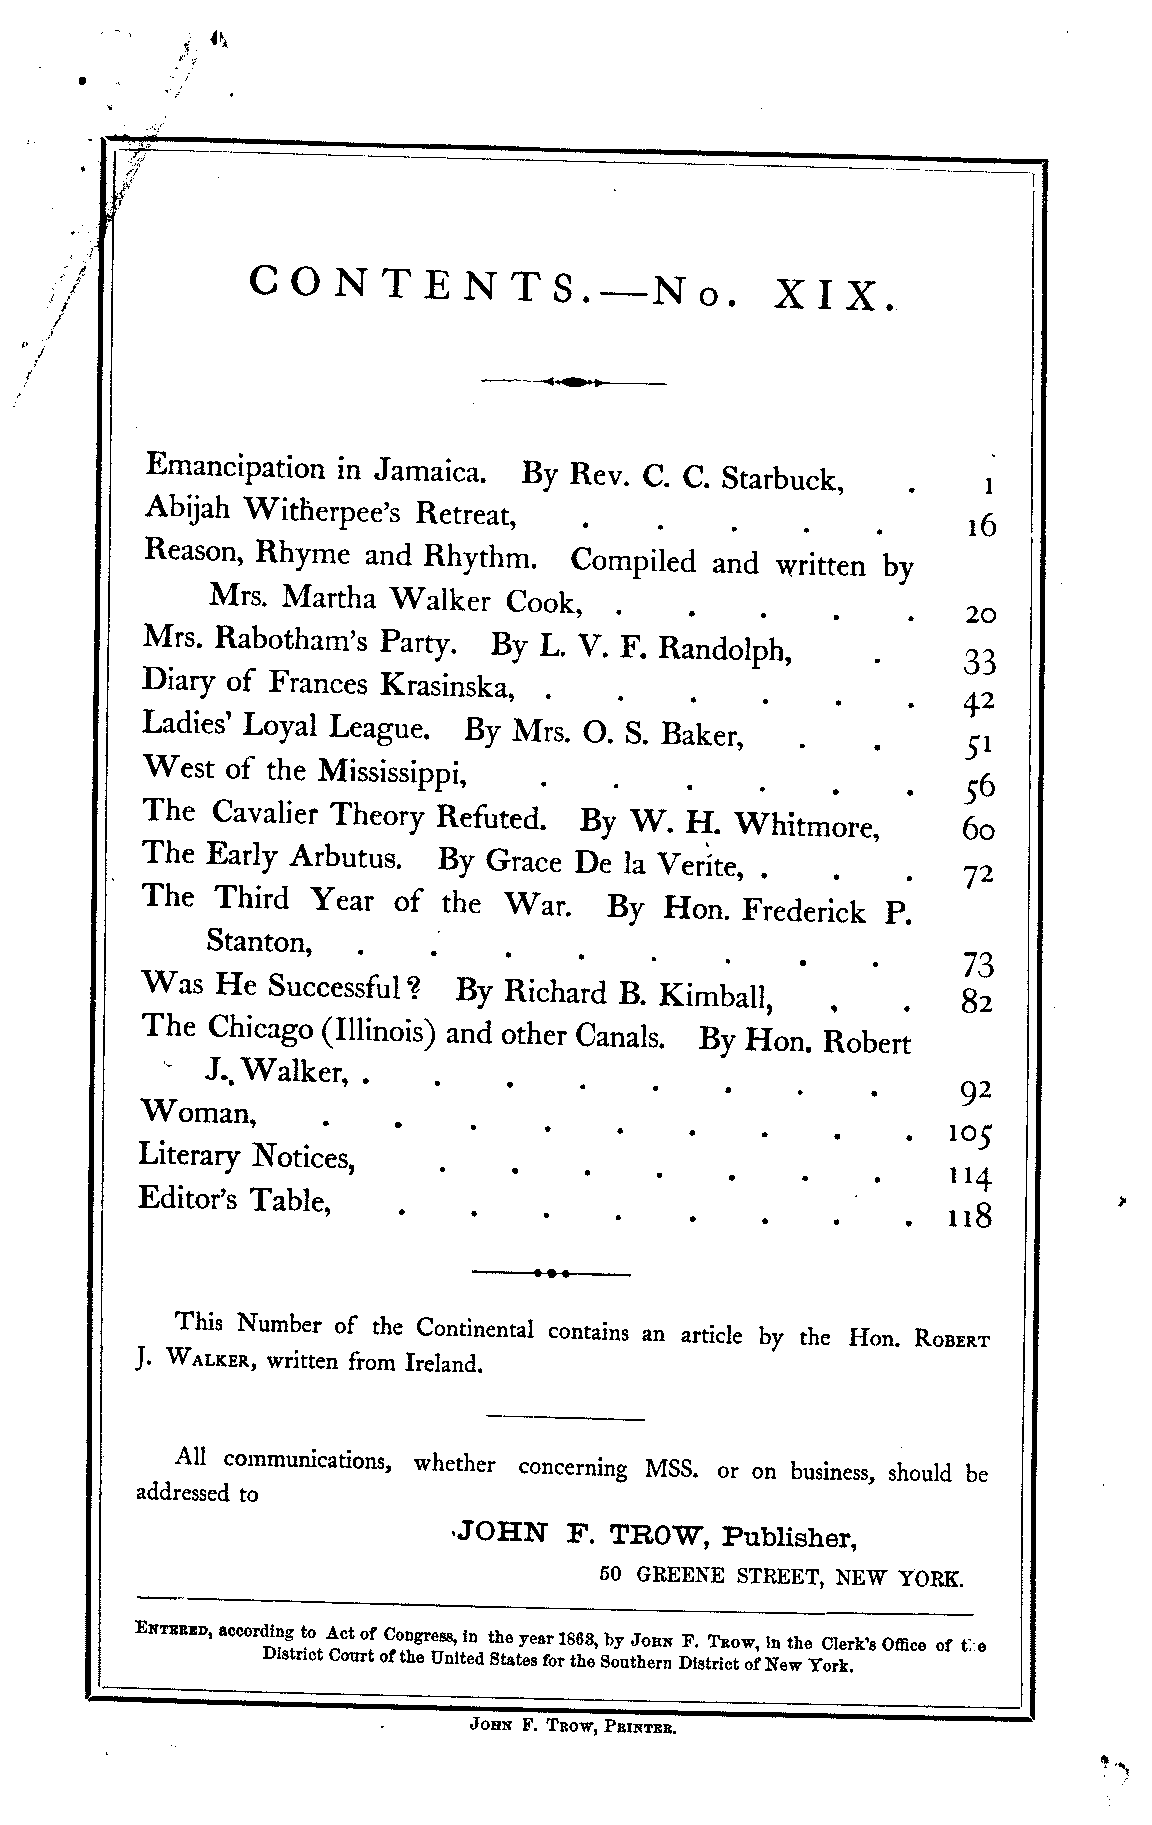 CONTENTS.—No. XIX.
Emancipation in Jamaica. By Rev. C. C. Starbuck, . 1
Abijah Witherpee's Retreat, . . . . . 16
Reason, Rhyme and Rhythm. Compiled and written by
Mrs. Martha Walker Cook, . . . . . 20
Mrs. Rabotham's Party. By L. V. F. Randolph, . 33
Diary of Frances Krasinska, . . . . . . 42
Ladies' Loyal League. By Mrs. O. S. Baker, . . 51
West of the Mississippi, . . . . . . 56
The Cavalier Theory Refuted. By W. H. Whitmore, 60
The Early Arbutus. By Grace De la Verite, . . . 72
The Third Year of the War. By Hon. Frederick P.
Stanton, . . . . . . . . 73
Was He Successful? By Richard B. Kimball, . . 82
The Chicago (Illinois) and other Canals. By Hon. Robert
J. Walker, . . . . . . . . 92
Woman, . . . . . . . . . 105
Literary Notices, . . . . . . . 114
Editor's Table, . . . . . . . . 118
This Number of the Continental contains an article by the Hon. ROBERT
J. WALKER, written from Ireland.
All communications, whether concerning MSS. or on business, should be
addressed to
JOHN F. TROW, Publisher,
50 GREENE STREET, NEW YORK.
ENTERED, according to Act of Congress, in the year 1863, by JOHN F. TROW, in the Clerk's Office of the
District Court of the United States for the Southern District of New York.
JOHN F. TROW, PRINTER.